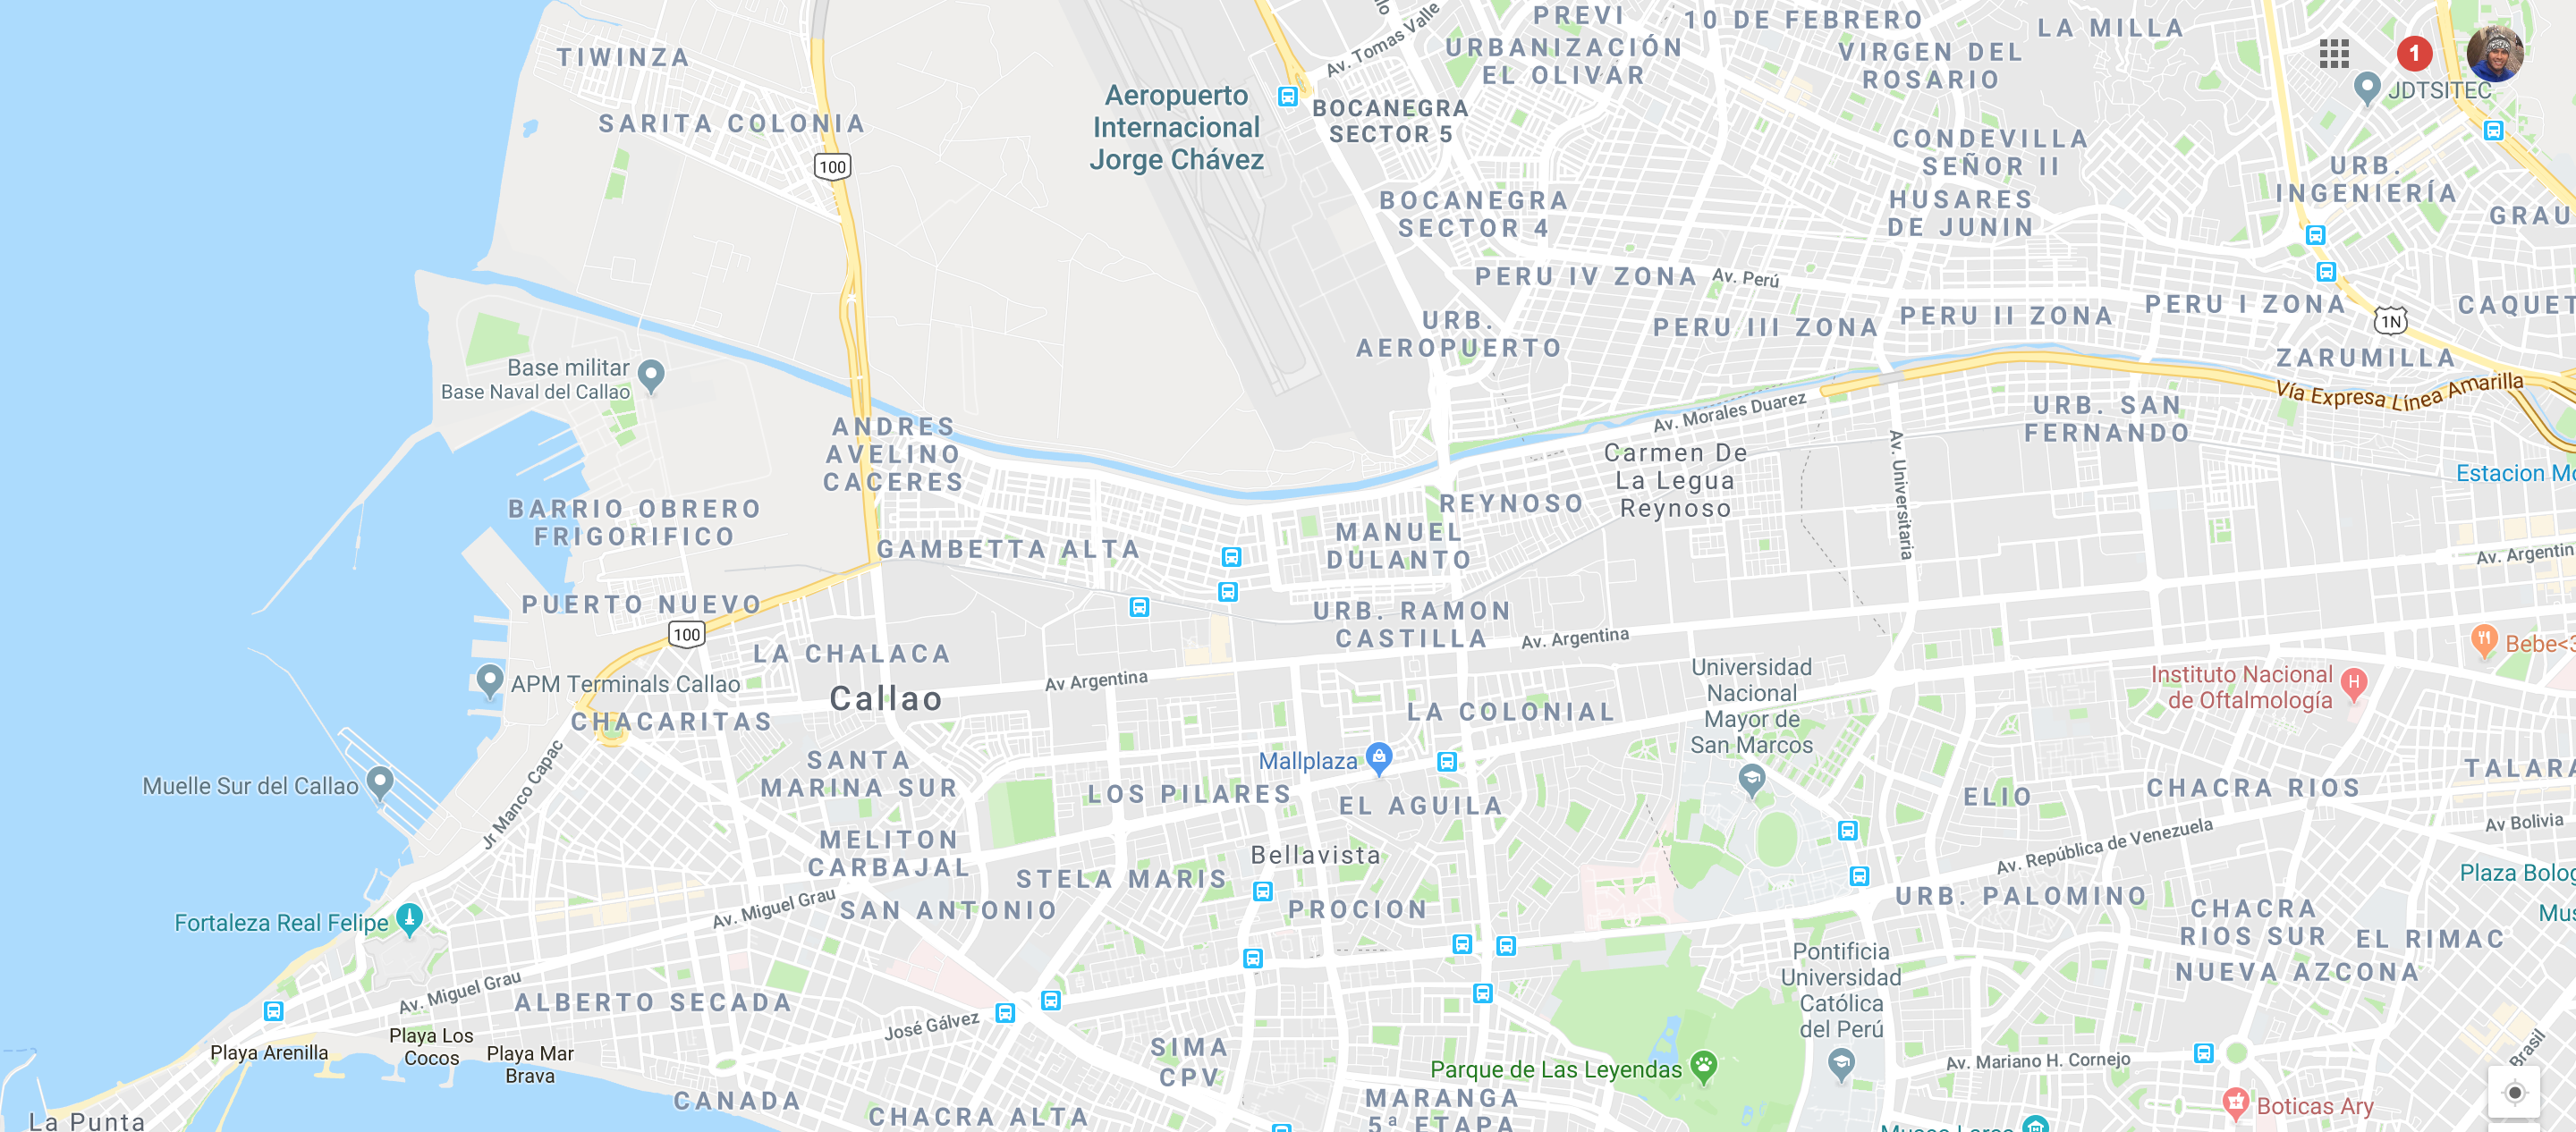 TIWINZA
SARITA COLONIA
100
Aeropuerto
Internacional
Jorge Chávez
Av. Tomas Valle
PREVI
URBANIZACIÓN
EL OLIVAR
10 DE FEBRERO
VIRGEN DEL
ROSARIO
LA MILLA
1
JDTSITEC
BOCANEGRA
SECTOR 5
CONDEVILLA
SEÑOR II
HUSARES
DE JUNIN
URB.
INGENIERÍA
GRAU
BOCANEGRA
SECTOR 4
PERU IV ZONA
Av. Perú
PERU III ZONA
PERU II ZONA
PERU I ZONA
CAQUET
1N
URB.
AEROPUERTO
ZARUMILLA
Vía Expresa Línea Amarilla
Base militar
Base Naval del Callao
Av. Morales Duarez
URB. SAN
FERNANDO
ANDRES
AVELINO
CACERES
Carmen De
La Legua
Reynoso
Av. Universitaria
Estacion Mo
BARRIO OBRERO
FRIGORIFICO
REYNOSO
MANUEL
DULANTO
GAMBETTA ALTA
Av. Argentin
PUERTO NUEVO
100
URB. RAMON
CASTILLA
Av. Argentina
LA CHALACA
Av Argentina
Callao
Universidad
Nacional
Mayor de
San Marcos
Bebe<3
Instituto Nacional
de Oftalmología
APM Terminals Callao
CHACARITAS
LA COLONIAL
Jr Manco Capac
SANTA
MARINA SUR
Mallplaza
Muelle Sur del Callao
LOS PILARES
EL AGUILA
ELIO
CHACRA RIOS
TALARA
Av Bolivia
Av. República de Venezuela
MELITON
CARBAJAL
Bellavista
STELA MARIS
Plaza Bolog
Av. Miguel Grau
SAN ANTONIO
PROCION
URB. PALOMINO
CHACRA
RIOS SUR
EL RIMAC
Mus
Fortaleza Real Felipe
NUEVA AZCONA
Pontificia
Universidad
Católica
del Perú
Av. Miguel Grau
ALBERTO SECADA
José Gálvez
Playa Arenilla
Playa Los
Cocos
Playa Mar
Brava
SIMA
CPV
Parque de Las Leyendas
Av. Mariano H. Cornejo
Brasil
CANADA
CHACRA ALTA
MARANGA
5ª ETAPA
Boticas Ary
La Punta
Museo Larco